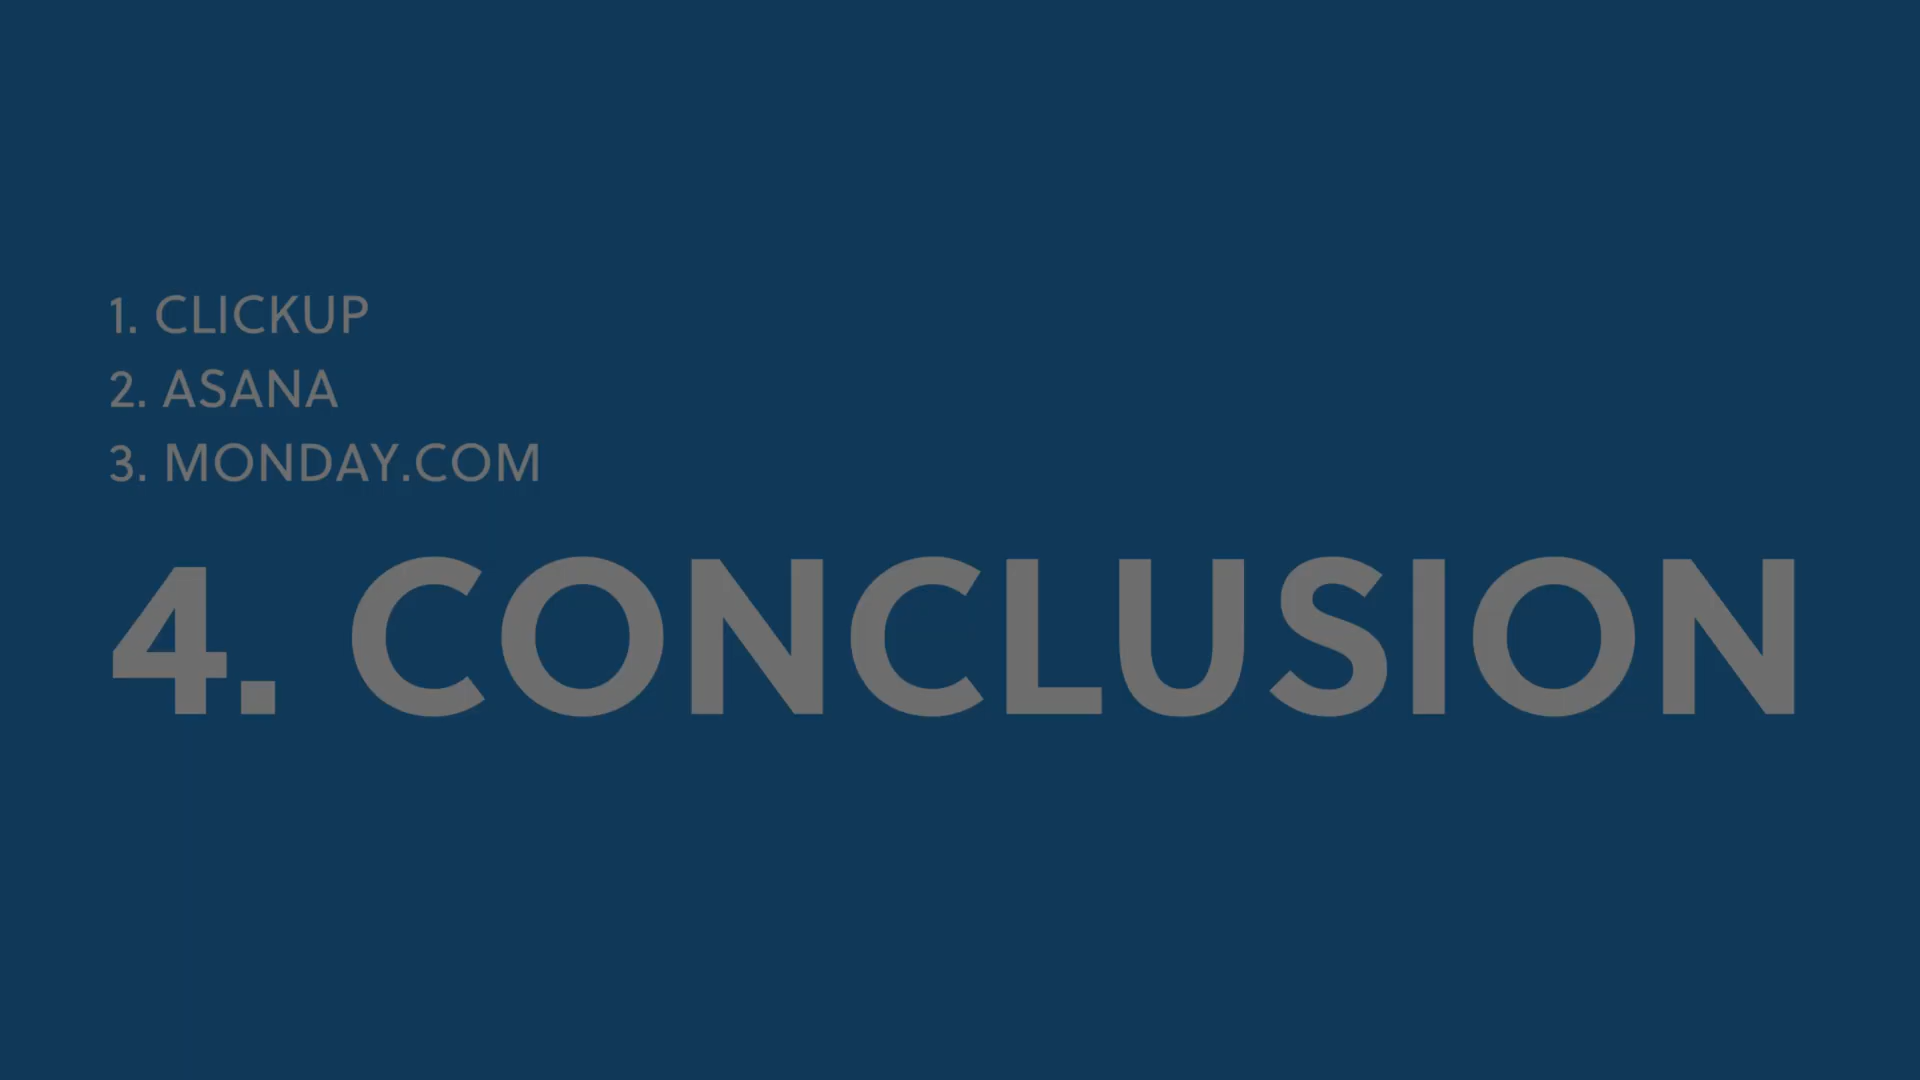 1. CLICKUP
2. ASANA
3. MONDAY.COM
4. CONCLUSION